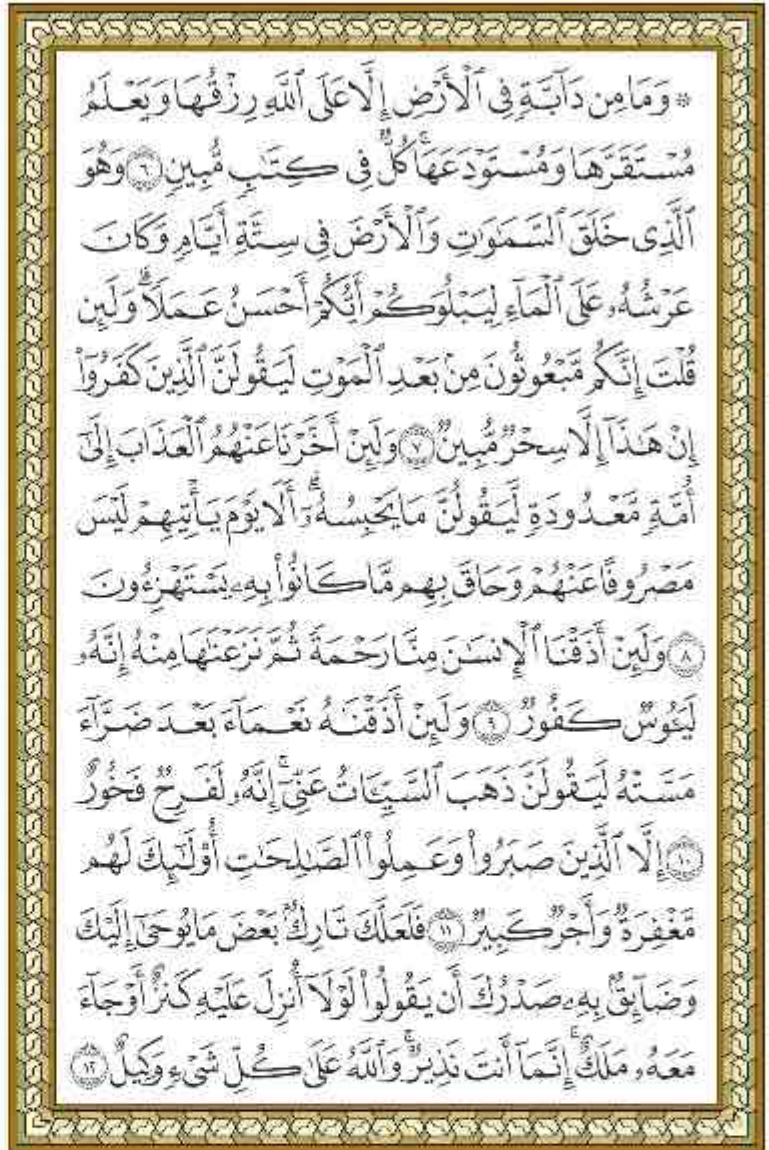 ۞ وَمَا مِن دَآبَّةٖ فِي ٱلۡأَرۡضِ إِلَّا عَلَى ٱللَّهِ رِزۡقُهَا وَيَعۡلَمُ
مُسۡتَقَرَّهَا وَمُسۡتَوۡدَعَهَاۚ كُلّٞ فِي كِتَٰبٖ مُّبِينٖ ٦ وَهُوَ
ٱلَّذِي خَلَقَ ٱلسَّمَٰوَٰتِ وَٱلۡأَرۡضَ فِي سِتَّةِ أَيَّامٖ وَكَانَ
عَرۡشُهُۥ عَلَى ٱلۡمَآءِ لِيَبۡلُوَكُمۡ أَيُّكُمۡ أَحۡسَنُ عَمَلٗاۗ وَلَئِن
قُلۡتَ إِنَّكُم مَّبۡعُوثُونَ مِنۢ بَعۡدِ ٱلۡمَوۡتِ لَيَقُولَنَّ ٱلَّذِينَ كَفَرُوٓاْ
إِنۡ هَٰذَآ إِلَّا سِحۡرٞ مُّبِينٞ ٧ وَلَئِنۡ أَخَّرۡنَا عَنۡهُمُ ٱلۡعَذَابَ إِلَىٰٓ
أُمَّةٖ مَّعۡدُودَةٖ لَّيَقُولُنَّ مَا يَحۡبِسُهُۥٓۗ أَلَا يَوۡمَ يَأۡتِيهِمۡ لَيۡسَ
مَصۡرُوفًا عَنۡهُمۡ وَحَاقَ بِهِم مَّا كَانُواْ بِهِۦ يَسۡتَهۡزِءُونَ
٨ وَلَئِنۡ أَذَقۡنَا ٱلۡإِنسَٰنَ مِنَّا رَحۡمَةٗ ثُمَّ نَزَعۡنَٰهَا مِنۡهُ إِنَّهُۥ
لَيَـُٔوسٞ كَفُورٞ ٩ وَلَئِنۡ أَذَقۡنَٰهُ نَعۡمَآءَ بَعۡدَ ضَرَّآءَ
مَسَّتۡهُ لَيَقُولَنَّ ذَهَبَ ٱلسَّيِّـَٔاتُ عَنِّيٓۚ إِنَّهُۥ لَفَرِحٞ فَخُورٌ
١٠ إِلَّا ٱلَّذِينَ صَبَرُواْ وَعَمِلُواْ ٱلصَّٰلِحَٰتِ أُوْلَٰٓئِكَ لَهُم
مَّغۡفِرَةٞ وَأَجۡرٞ كَبِيرٞ ١١ فَلَعَلَّكَ تَارِكُۢ بَعۡضَ مَا يُوحَىٰٓ إِلَيۡكَ
وَضَآئِقُۢ بِهِۦ صَدۡرُكَ أَن يَقُولُواْ لَوۡلَآ أُنزِلَ عَلَيۡهِ كَنزٌ أَوۡ جَآءَ
مَعَهُۥ مَلَكٌۚ إِنَّمَآ أَنتَ نَذِيرٞۚ وَٱللَّهُ عَلَىٰ كُلِّ شَيۡءٖ وَكِيلٌ ١٢